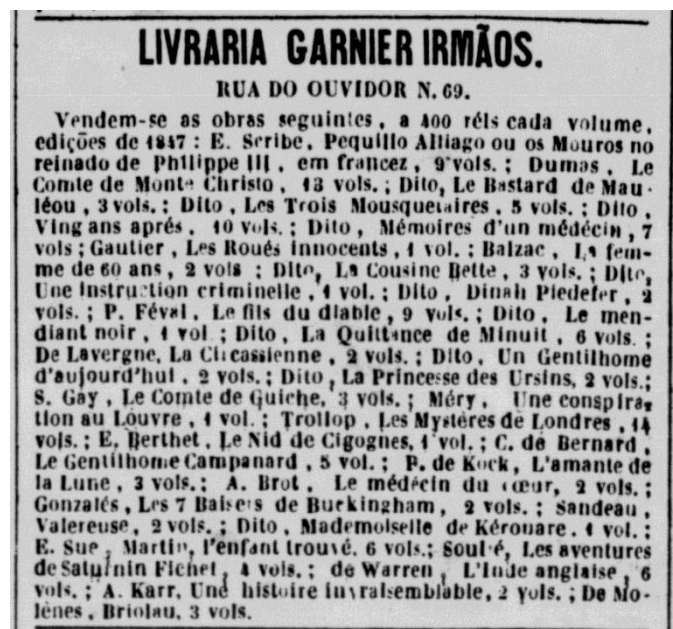 LIVRARIA GARNIER IRMÃOS.
RUA DO OUVIDOR N. 69.
Vendem-se as obras seguintes, a 400 réis cada volume,
edições de 1847 : E. Scribe, Pequillo Alliago ou os Mouros no
reinado de Philippe III, em francez, 9 vols. ; Dumas, Le
Comte de Monte Christo, 13 vols. ; Dito, Le Bastard de Mau-
léou, 3 vols. ; Dito, Les Trois Mousquetaires, 5 vols. ; Dito,
Ving ans aprés, 10 vols. ; Dito, Mémoires d'un médécin, 7
vols ; Gautier, Les Roués innocents, 1 vol. ; Balzac, La fem-
me de 60 ans, 2 vols ; Dito, La Cousine Bette, 3 vols. ; Dito,
Une instruction criminelle, 1 vol. ; Dito, Dinah Piedefer, 2
vols. ; P. Féval, Le fils du diable, 9 vols. ; Dito, Le men-
diant noir, 1 vol ; Dito, La Quittance de Minuit, 6 vols. ;
De Lavergne, La Circassienne, 2 vols. ; Dito, Un Gentilhome
d'aujourd'hui, 2 vols. ; Dito, La Princesse des Ursins, 2 vols.;
S. Gay, Le Comte de Guiche, 3 vols. ; Méry, Une conspira-
tion au Louvre, 1 vol. ; Trollop, Les Mystères de Londres, 14
vols. ; E. Berthet, Le Nid de Cigognes, 1 vol. ; C. de Bernard,
Le Gentilhome Campanard, 5 vol. ; P. de Kock, L'amante de
la Lune, 3 vols. ; A. Brot, Le médécin du cœur, 2 vols. ;
Gonzalés, Les 7 Baisers de Buckingham, 2 vols. ; Sandeau,
Valereuse, 2 vols. ; Dito, Mademoiselle de Kérouare, 1 vol. ;
E. Sue, Martin, l'enfant trouvé, 6 vols.; Soulié, Les aventures
de Saturnin Fichet, 4 vols. ; de Warren, L'Inde anglaise, 6
vols. ; A. Karr, Une histoire invraisemblable, 2 vols. ; De Mo-
lènes, Briolau, 3 vols.